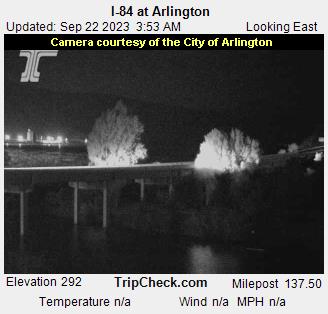 I-84 at Arlington
Updated: Sep 22 2023 3:53 AM Looking East
Camera courtesy of the City of Arlington
Elevation 292 TripCheck.com Milepost 137.50
Temperature n/a Wind n/a MPH n/a